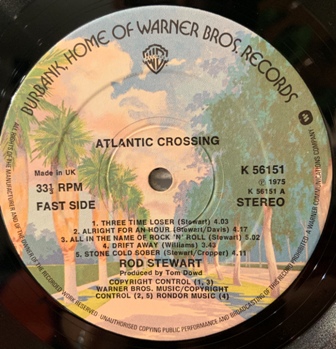 BURBANK, HOME OF WARNER BROS. RECORDS
ATLANTIC CROSSING
Made in UK
33⅓ RPM
FAST SIDE
K 56151
℗ 1975
K 56151 A
STEREO
1. THREE TIME LOSER (Stewart) 4.03
2. ALRIGHT FOR AN HOUR (Stewart/Davis) 4.17
3. ALL IN THE NAME OF ROCK 'N' ROLL (Stewart) 5.02
4. DRIFT AWAY (Williams) 3.43
5. STONE COLD SOBER (Stewart/Cropper) 4.11
ROD STEWART
Produced by Tom Dowd
COPYRIGHT CONTROL (1, 3)
WARNER BROS. MUSIC/COPYRIGHT
CONTROL (2, 5) RONDOR MUSIC (4)
ALL RIGHTS OF THE MANUFACTURER AND OF THE OWNER OF THE RECORDED WORK RESERVED. UNAUTHORISED COPYING PUBLIC PERFORMANCE AND BROADCASTING OF THIS RECORD PROHIBITED
A WARNER COMMUNICATIONS COMPANY